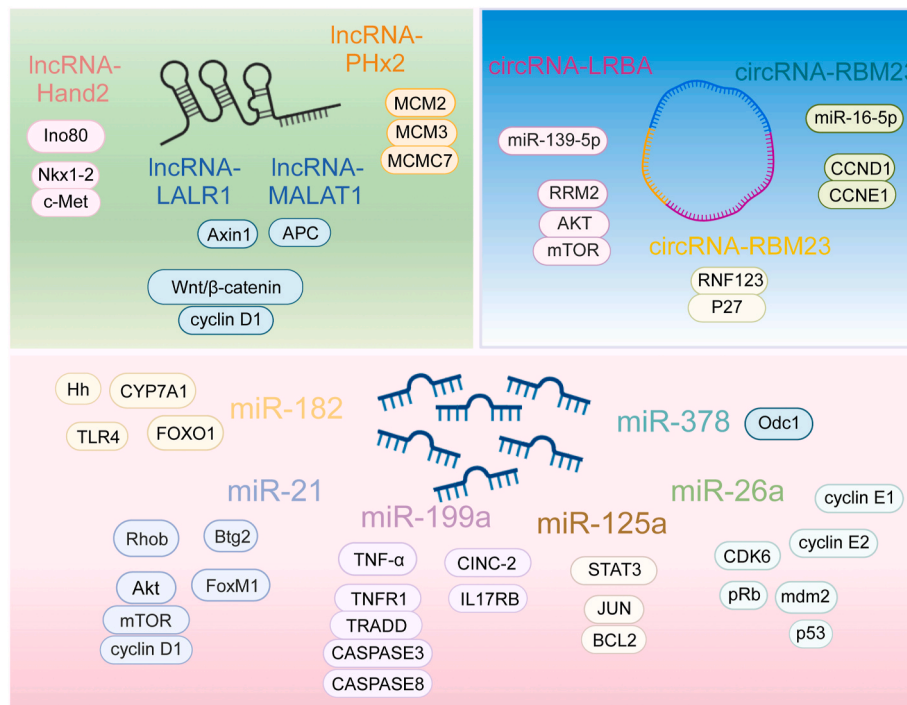 lncRNA-
Hand2
Ino80
Nkx1-2
c-Met
lncRNA-
LALR1
lncRNA-
MALAT1
Axin1
APC
Wnt/β-catenin
cyclin D1
lncRNA-
PHx2
MCM2
MCM3
MCMC7
circRNA-LRBA
miR-139-5p
RRM2
AKT
mTOR
circRNA-RBM23
miR-16-5p
CCND1
CCNE1
circRNA-RBM23
RNF123
P27
Hh
CYP7A1
TLR4
FOXO1
miR-182
miR-378
Odc1
miR-21
Rhob
Btg2
Akt
FoxM1
mTOR
cyclin D1
miR-199a
TNF-α
CINC-2
TNFR1
IL17RB
TRADD
CASPASE3
CASPASE8
miR-125a
STAT3
JUN
BCL2
miR-26a
cyclin E1
cyclin E2
CDK6
pRb
mdm2
p53